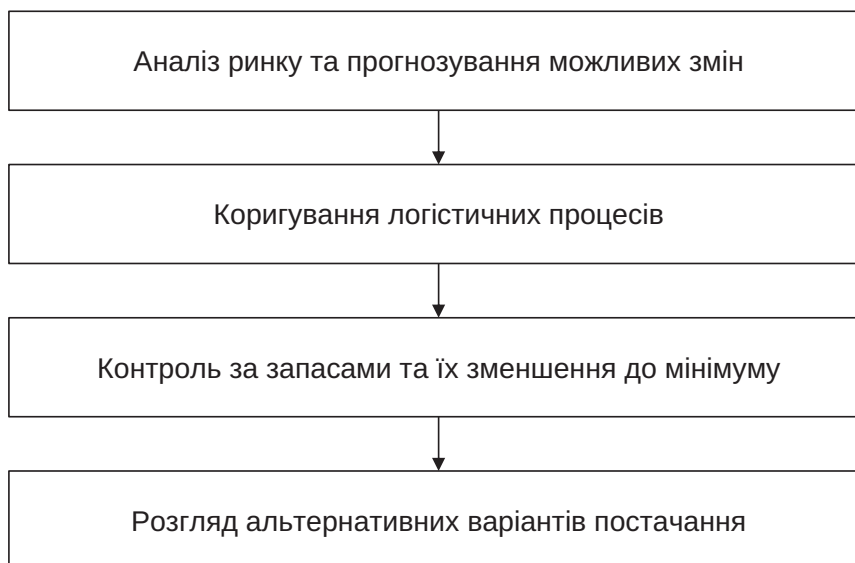 Аналіз ринку та прогнозування можливих змін
Коригування логістичних процесів
Контроль за запасами та їх зменшення до мінімуму
Розгляд альтернативних варіантів постачання